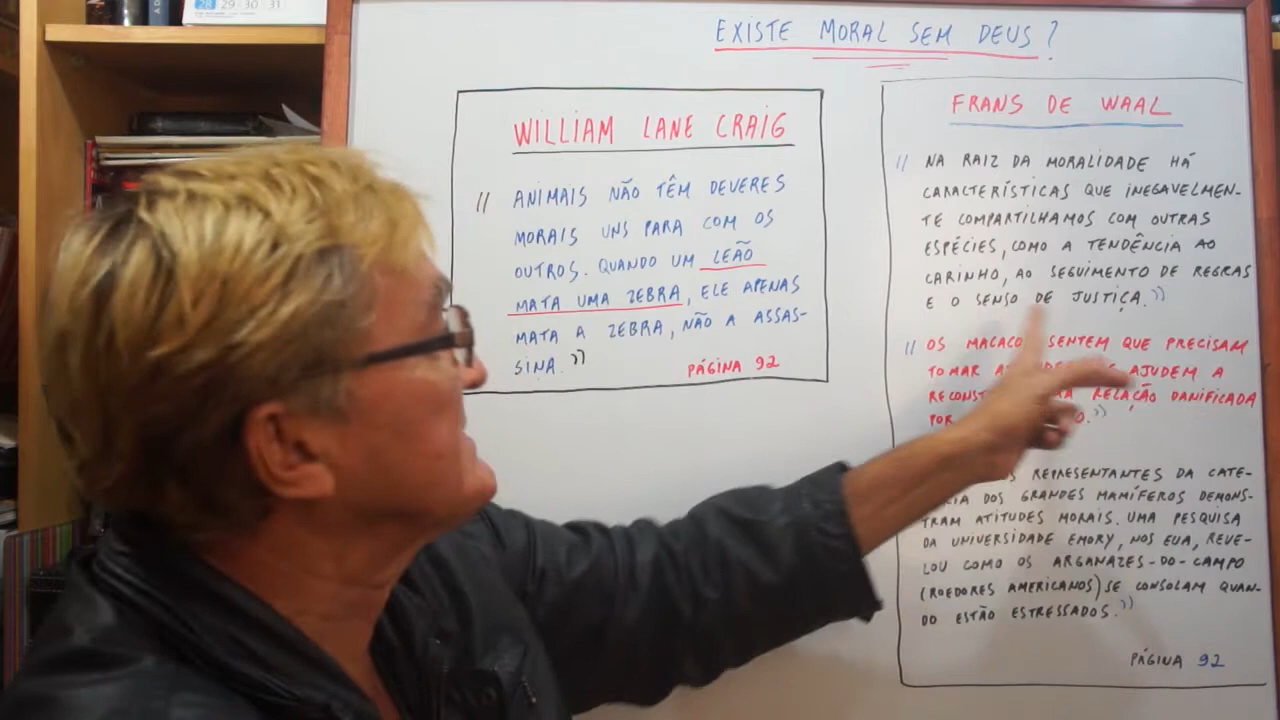 28 29 30 31
EXISTE MORAL SEM DEUS?
WILLIAM LANE CRAIG
" ANIMAIS NÃO TÊM DEVERES
MORAIS UNS PARA COM OS
OUTROS. QUANDO UM LEÃO
MATA UMA ZEBRA, ELE APENAS
MATA A ZEBRA, NÃO A ASSAS-
SINA."
PÁGINA 92
FRANS DE WAAL
" NA RAIZ DA MORALIDADE HÁ
CARACTERÍSTICAS QUE INEGAVELMEN-
TE COMPARTILHAMOS COM OUTRAS
ESPÉCIES, COMO A TENDÊNCIA AO
CARINHO, AO SEGUIMENTO DE REGRAS
E O SENSO DE JUSTIÇA."
" OS SENTEM QUE PRECISAM
TOMAR AJUDEM A
RELAÇÃO DANIFICADA
POR
REPRESENTANTES DA CATE-
DOS GRANDES MAMÍFEROS DEMONS-
TRAM ATITUDES MORAIS. UMA PESQUISA
DA UNIVERSIDADE EMORY, NOS EUA, REVE-
LOU COMO OS ARGANAZES-DO-CAMPO
(ROEDORES AMERICANOS) SE CONSOLAM QUAN-
DO ESTÃO ESTRESSADOS."
PÁGINA 92